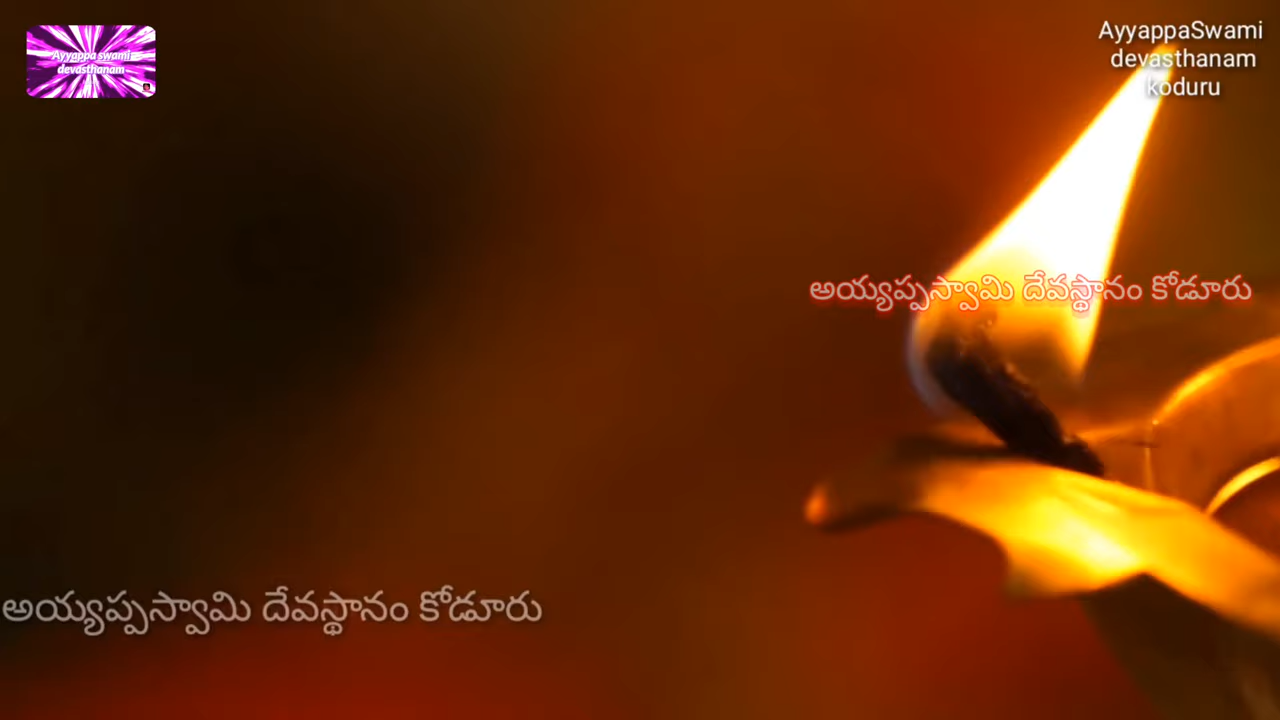 Ayyappa swami
devasthanam
AyyappaSwami
devasthanam
koduru
అయ్యప్పస్వామి దేవస్థానం కోడూరు
అయ్యప్పస్వామి దేవస్థానం కోడూరు